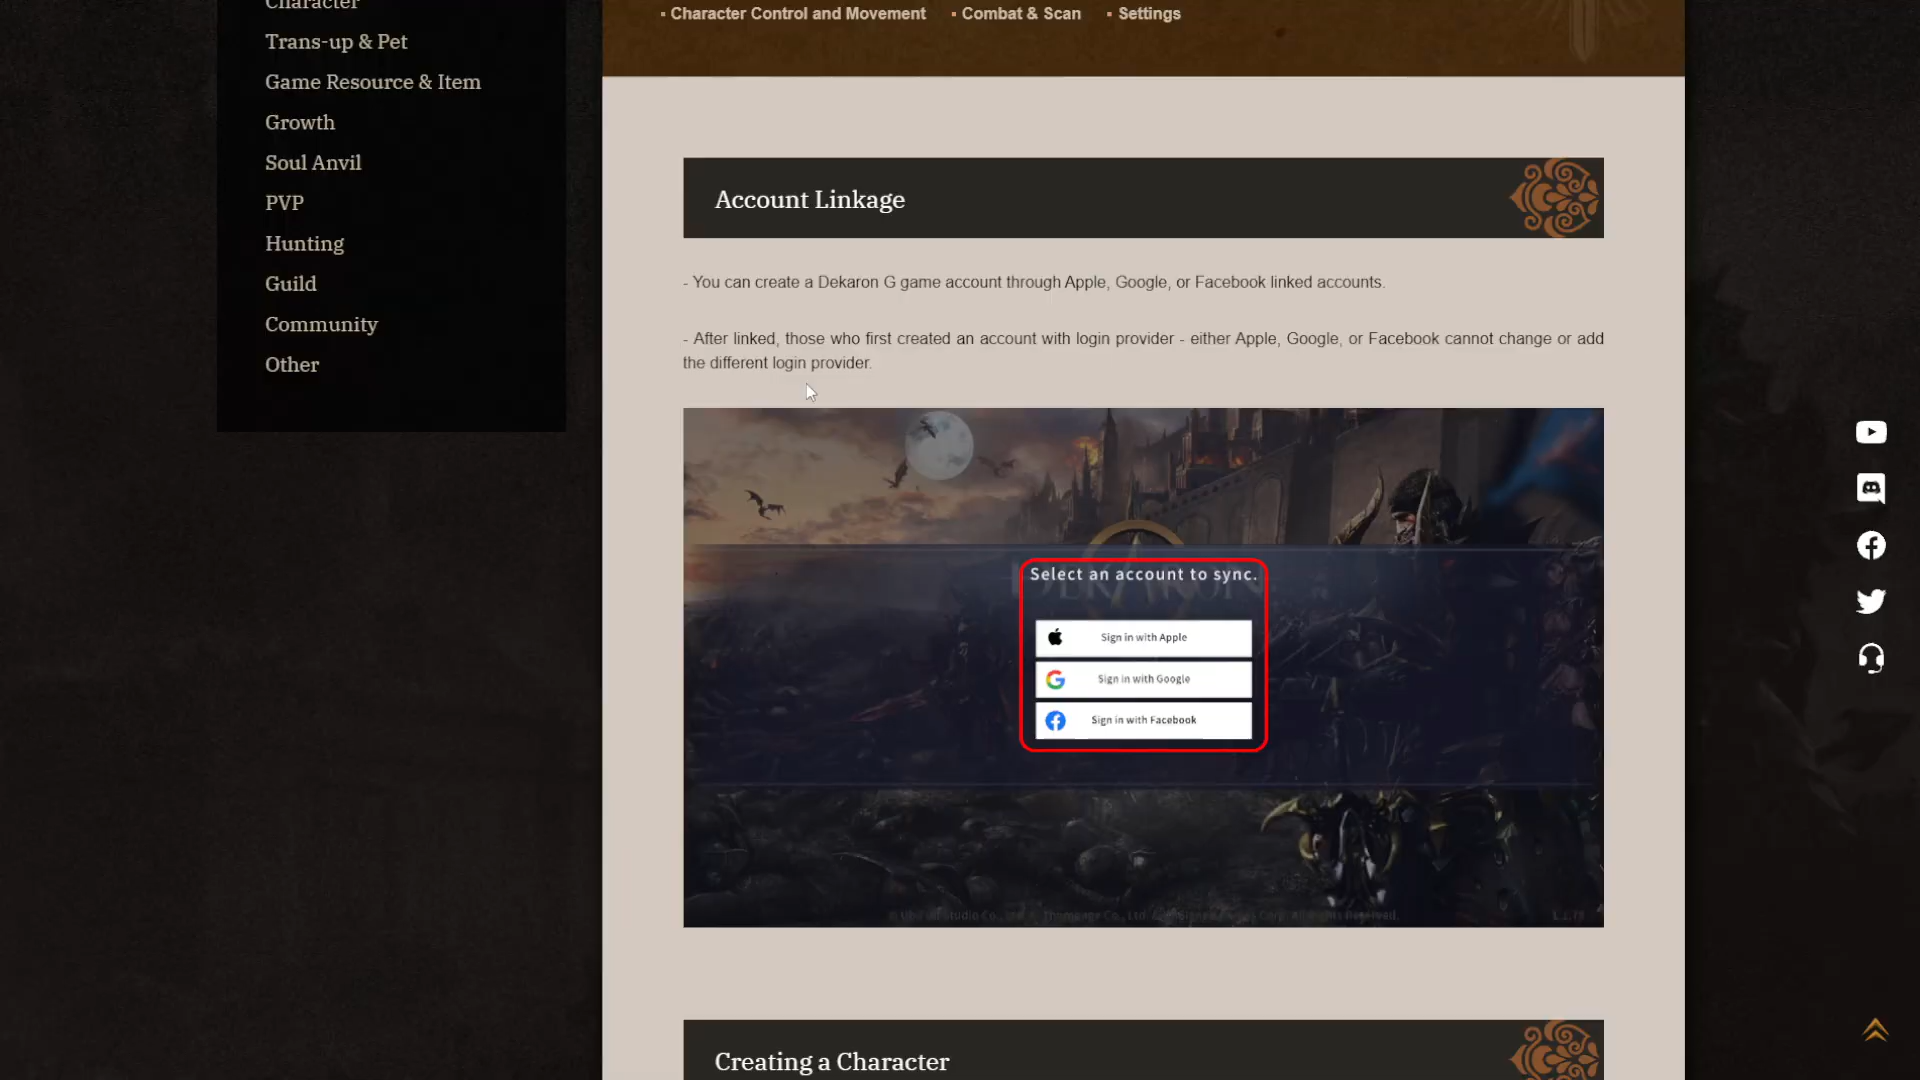 Character
▪ Character Control and Movement ▪ Combat & Scan ▪ Settings
Trans-up & Pet
Game Resource & Item
Growth
Soul Anvil
PVP
Hunting
Guild
Community
Other
Account Linkage
- You can create a Dekaron G game account through Apple, Google, or Facebook linked accounts.
- After linked, those who first created an account with login provider - either Apple, Google, or Facebook cannot change or add
the different login provider.
Select an account to sync.
DEKARON
Sign in with Apple
Sign in with Google
Sign in with Facebook
Creating a Character